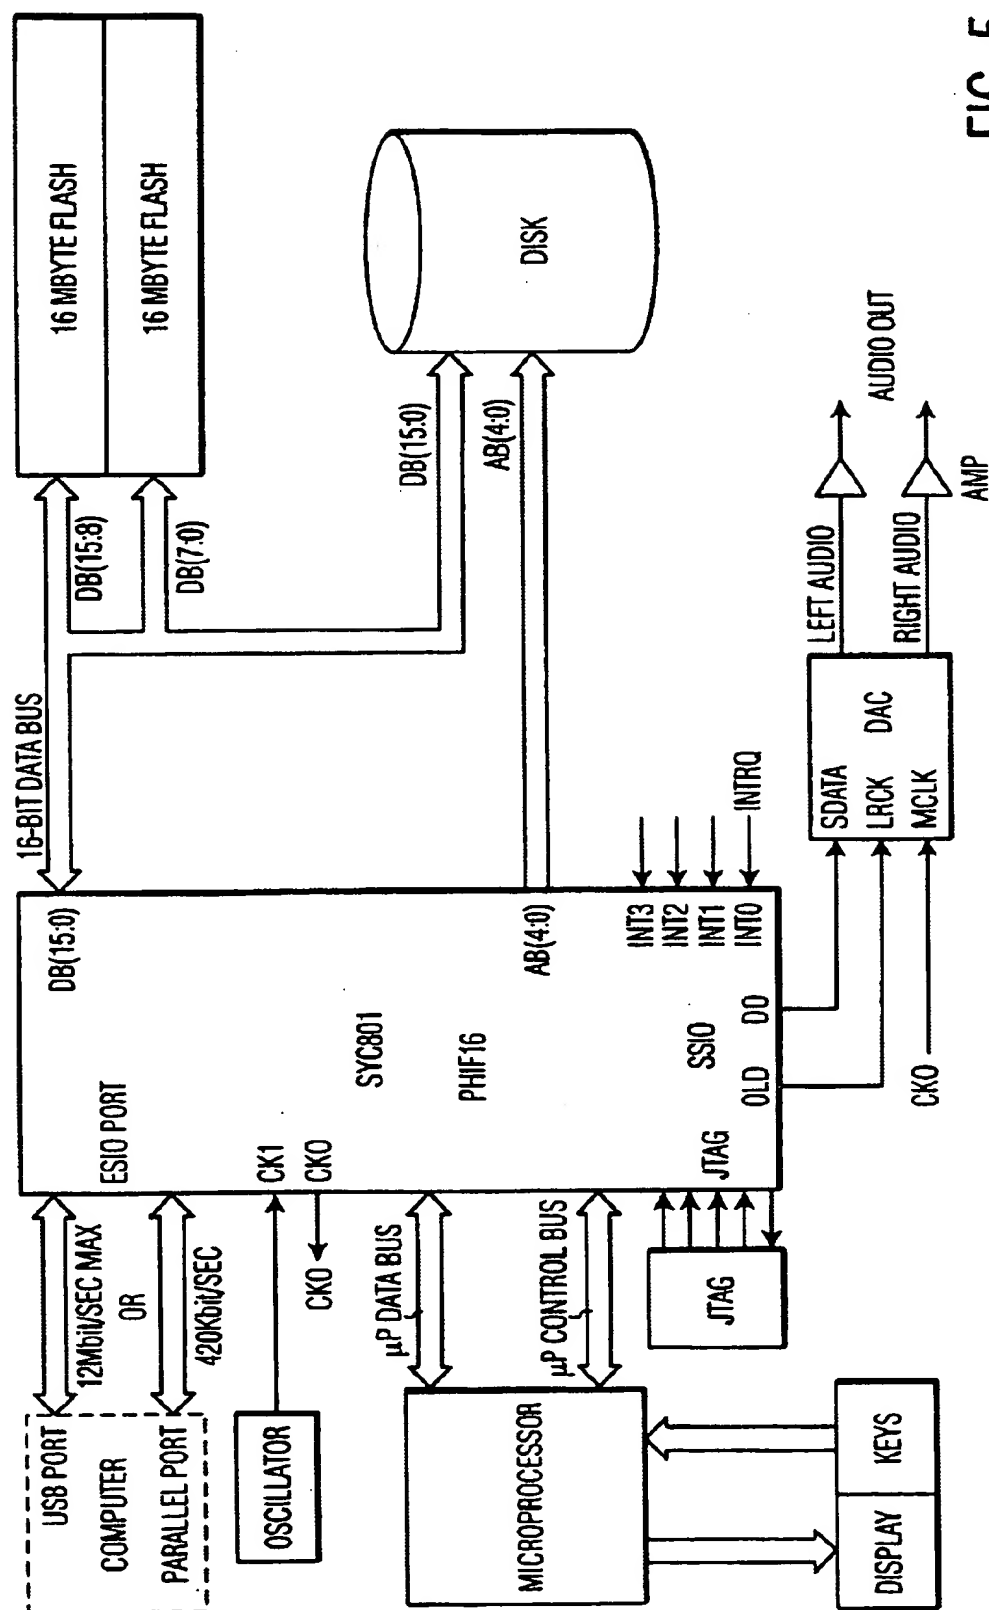 USB PORT
COMPUTER
PARALLEL PORT
12Mbit/SEC MAX
OR
420Kbit/SEC
OSCILLATOR
CKO
µP DATA BUS
µP CONTROL BUS
MICROPROCESSOR
DISPLAY
KEYS
JTAG
ESIO PORT
CK1
CKO
SYC801
PHIF16
JTAG
SSIO
OLD
DO
DB(15:0)
AB(4:0)
INT3
INT2
INT1
INT0
INTRQ
16-BIT DATA BUS
DB(15:8)
DB(7:0)
16 MBYTE FLASH
16 MBYTE FLASH
DB(15:0)
AB(4:0)
DISK
CKO
SDATA
LRCK
MCLK
DAC
LEFT AUDIO
RIGHT AUDIO
AUDIO OUT
AMP
FIG. 5